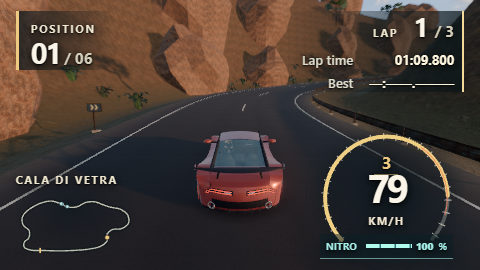 POSITION
01 / 06
LAP 1 / 3
Lap time 01:09.800
Best --:--.---
CALA DI VETRA
3
79
KM/H
NITRO 100 %